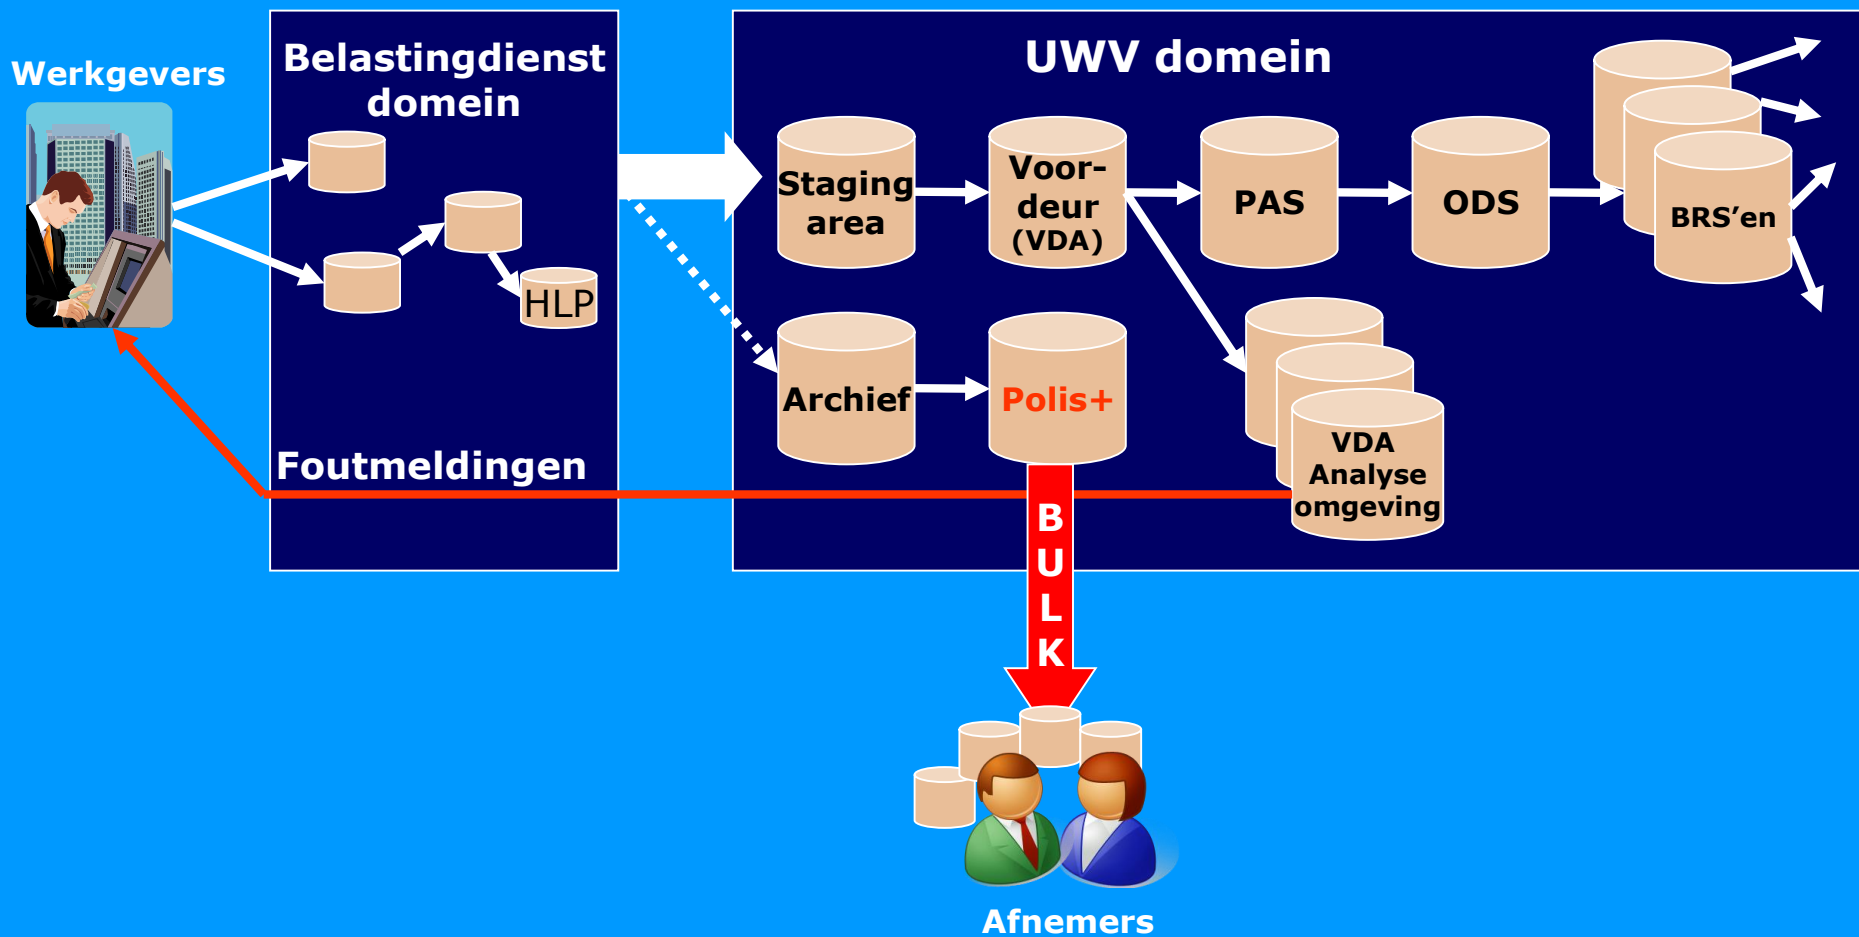 Werkgevers
Belastingdienst
domein
HLP
Foutmeldingen
UWV domein
Staging
area
Voor-
deur
(VDA)
PAS
ODS
BRS’en
Archief
Polis+
VDA
Analyse
omgeving
B
U
L
K
Afnemers